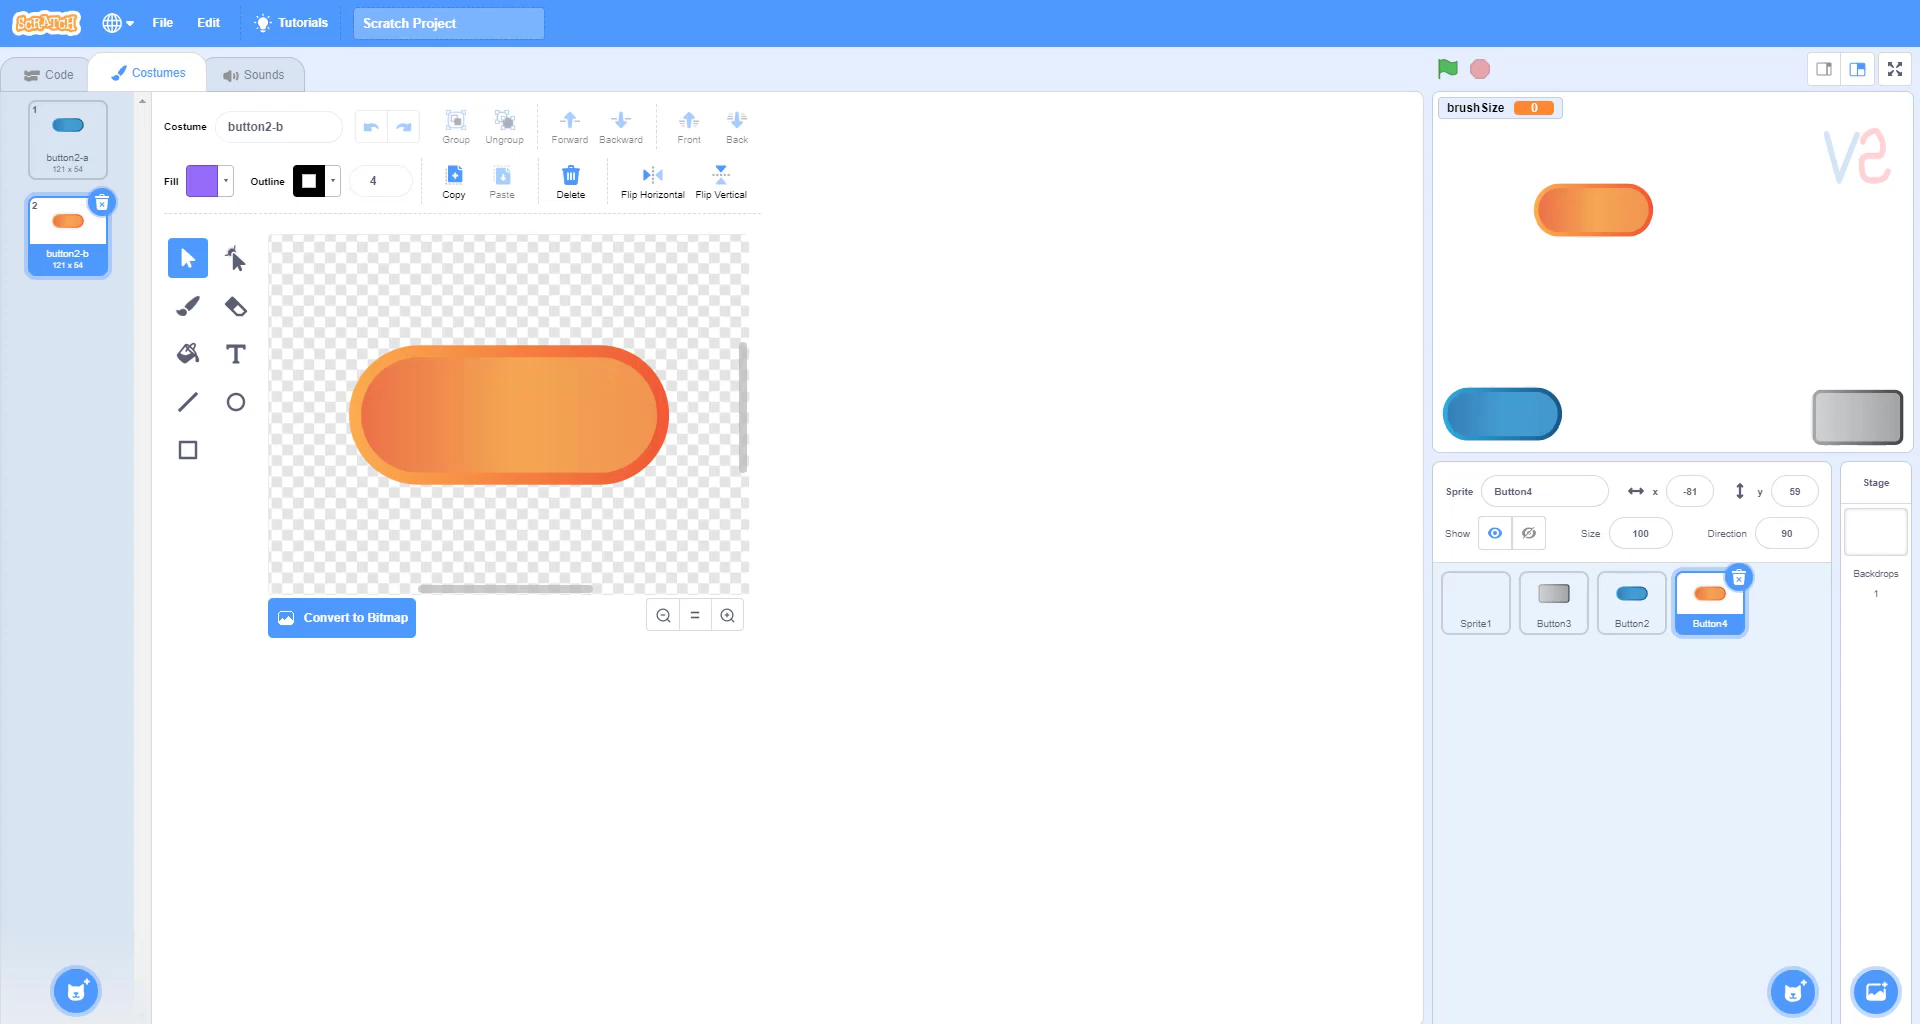 SCRATCH File Edit Tutorials Scratch Project
Code Costumes Sounds
1
button2-a
121 x 54
2
button2-b
121 x 54
Costume button2-b Group Ungroup Forward Backward Front Back
Fill Outline 4 Copy Paste Delete Flip Horizontal Flip Vertical
Convert to Bitmap
brushSize 0
Sprite Button4 x -81 y 59
Show Size 100 Direction 90
Sprite1 Button3 Button2 Button4
Stage
Backdrops
1